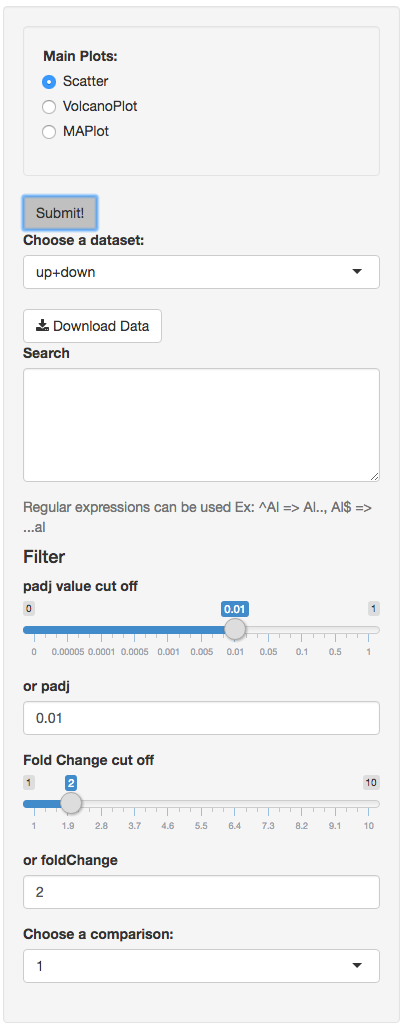 Main Plots:
Scatter
VolcanoPlot
MAPlot
Submit!
Choose a dataset:
up+down
Download Data
Search
Regular expressions can be used Ex: ^Al => Al.., Al$ =>
...al
Filter
padj value cut off
0 0.01 1
0 0.00005 0.0001 0.0005 0.001 0.005 0.01 0.05 0.1 0.5 1
or padj
0.01
Fold Change cut off
1 2 10
1 1.9 2.8 3.7 4.6 5.5 6.4 7.3 8.2 9.1 10
or foldChange
2
Choose a comparison:
1